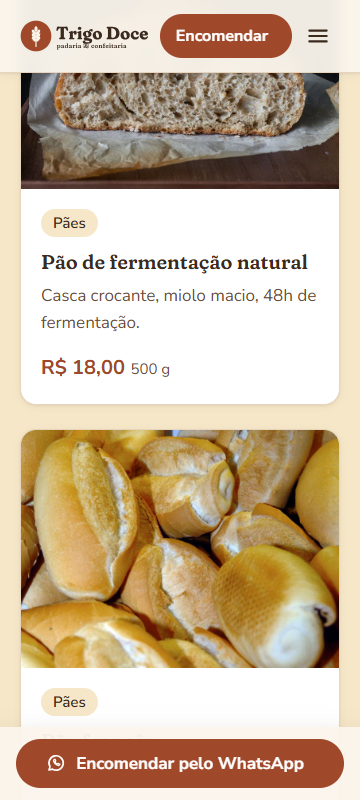 Trigo Doce
padaria & confeitaria
Encomendar
Pães
Pão de fermentação natural
Casca crocante, miolo macio, 48h de
fermentação.
R$ 18,00 500 g
Pães
Encomendar pelo WhatsApp